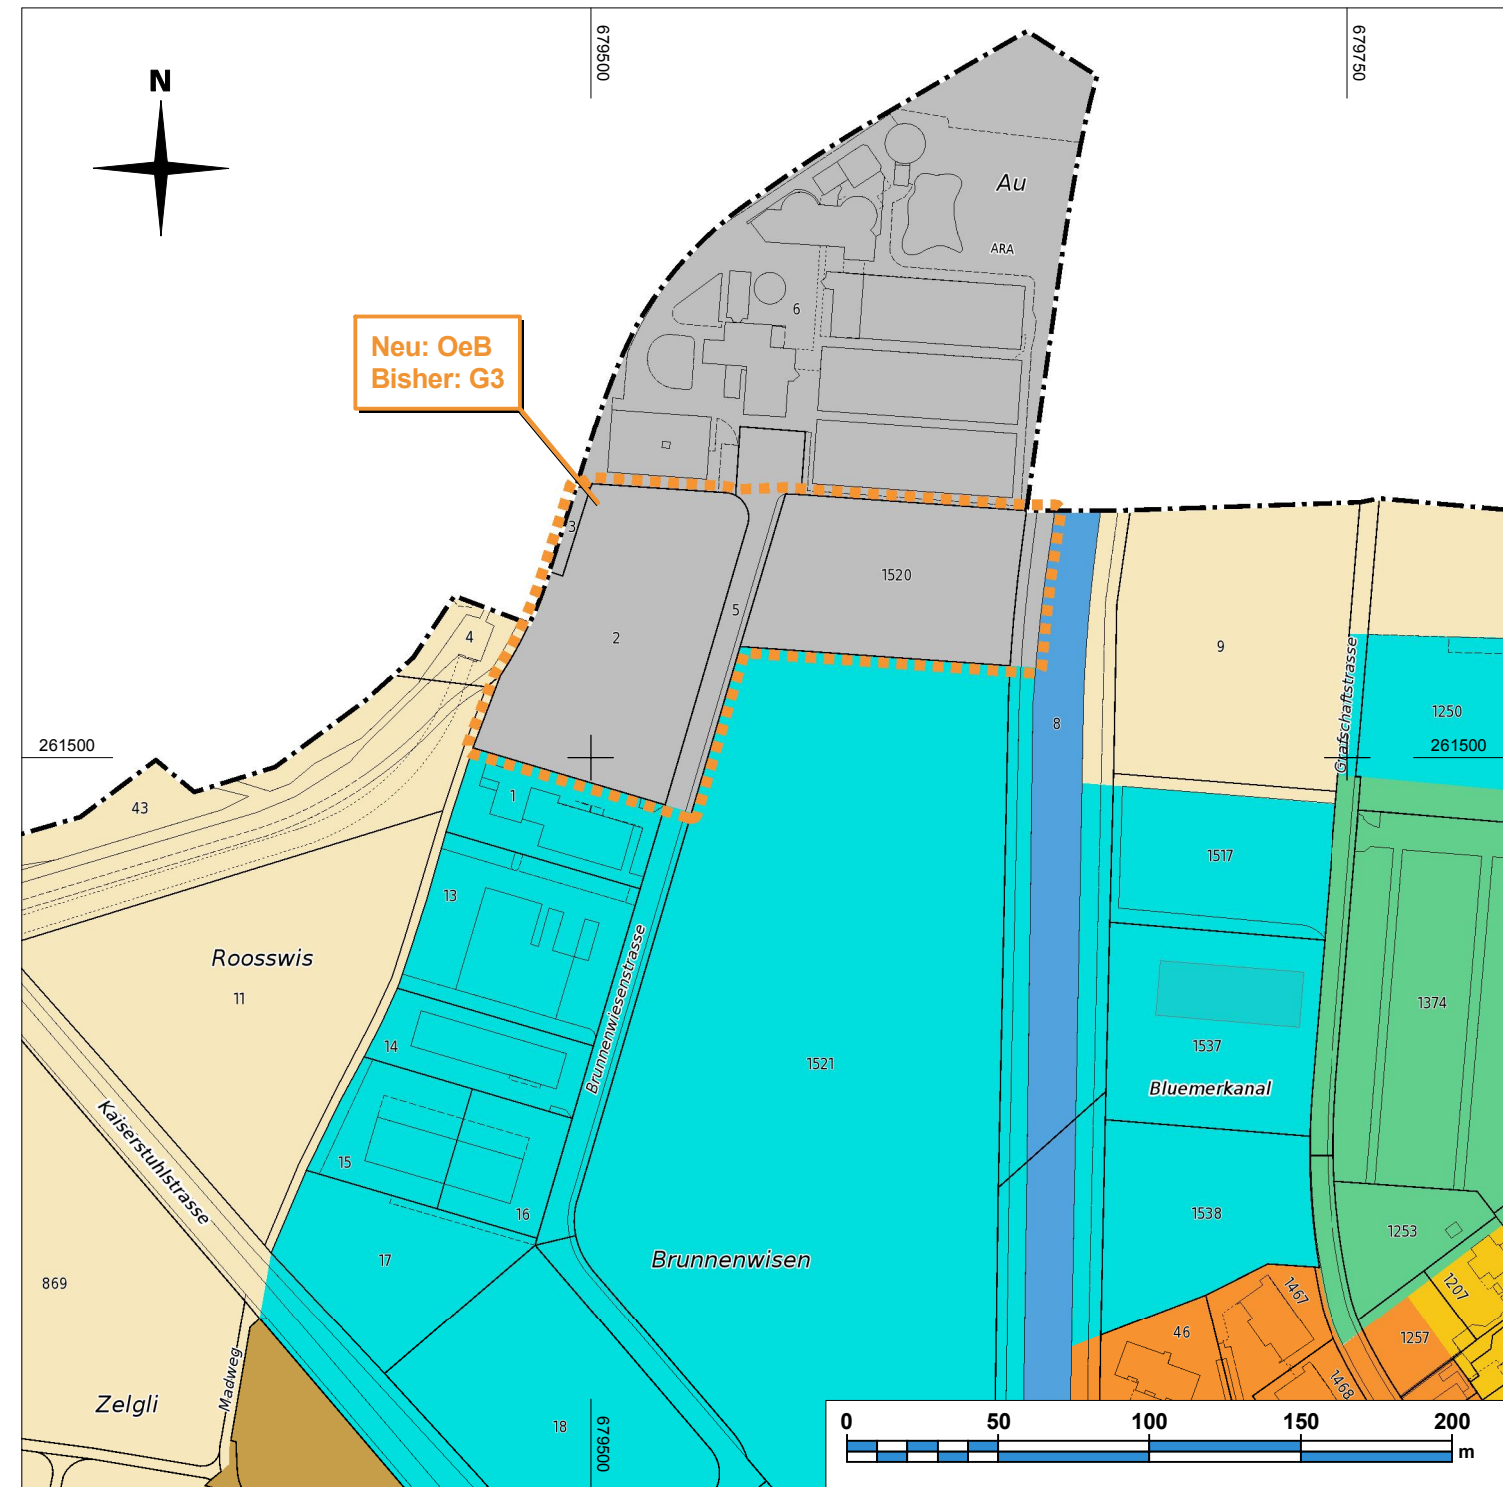 679500
679750
N
Au
ARA
6
Neu: OeB
Bisher: G3
3
1520
5
2
4
9
Grafschaftstrasse
8
1250
261500
261500
43
1
1517
13
Roosswis
11
Brunnenwiesenstrasse
1374
14
1537
1521
Bluemerkanal
Kaiserstuhlstrasse
15
16
1538
1253
17
Brunnenwisen
869
1467
1207
46
1257
1468
Madweg
Zelgli
18
679500
0 50 100 150 200
m